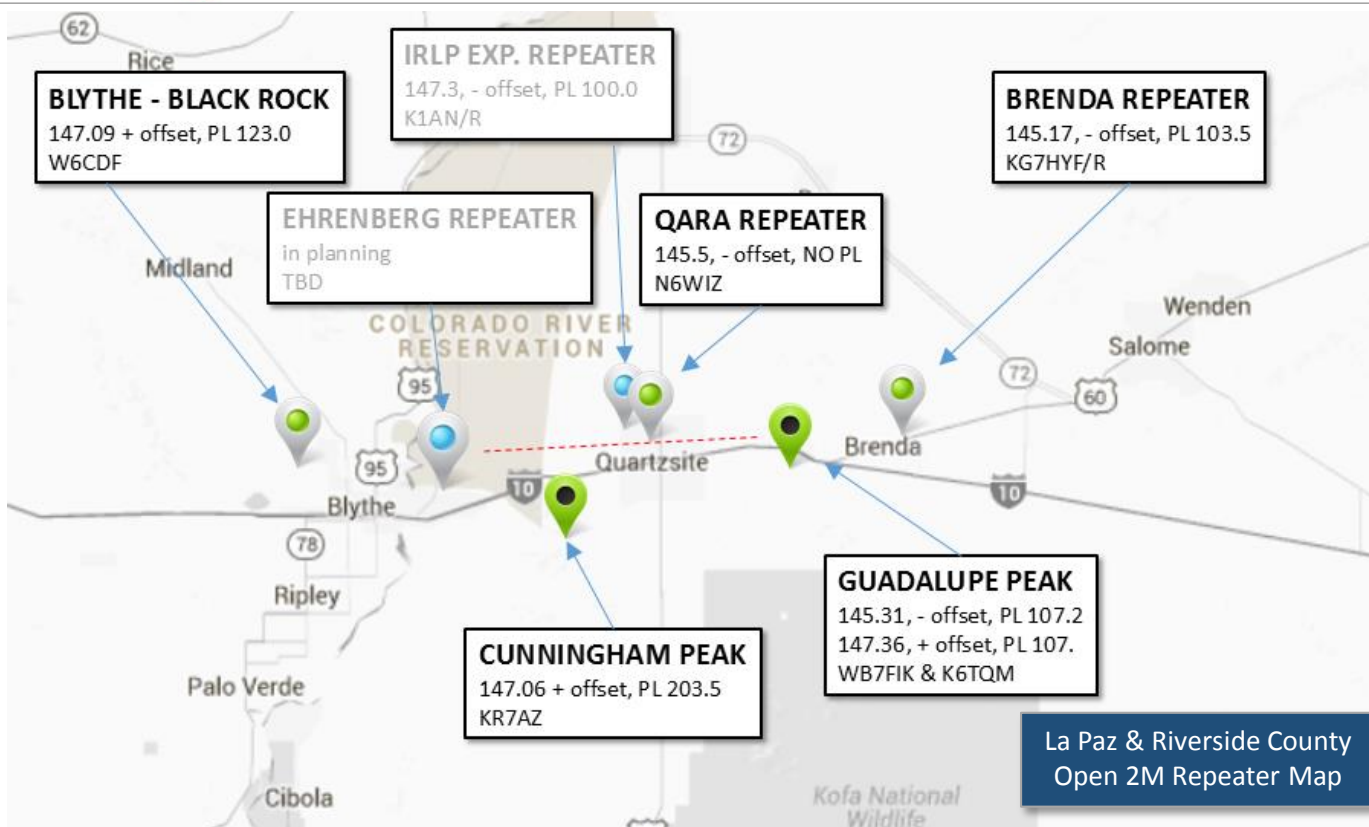 62
Rice
IRLP EXP. REPEATER
147.3, - offset, PL 100.0
K1AN/R
BLYTHE - BLACK ROCK
147.09 + offset, PL 123.0
W6CDF
BRENDA REPEATER
145.17, - offset, PL 103.5
KG7HYF/R
72
EHRENBERG REPEATER
in planning
TBD
QARA REPEATER
145.5, - offset, NO PL
N6WIZ
Midland
COLORADO RIVER
RESERVATION
Wenden
Salome
95
72
60
95
Quartzsite
Brenda
10
10
Blythe
78
Ripley
GUADALUPE PEAK
145.31, - offset, PL 107.2
147.36, + offset, PL 107.
WB7FIK & K6TQM
CUNNINGHAM PEAK
147.06 + offset, PL 203.5
KR7AZ
Palo Verde
La Paz & Riverside County
Open 2M Repeater Map
Cibola
Kofa National
Wildlife